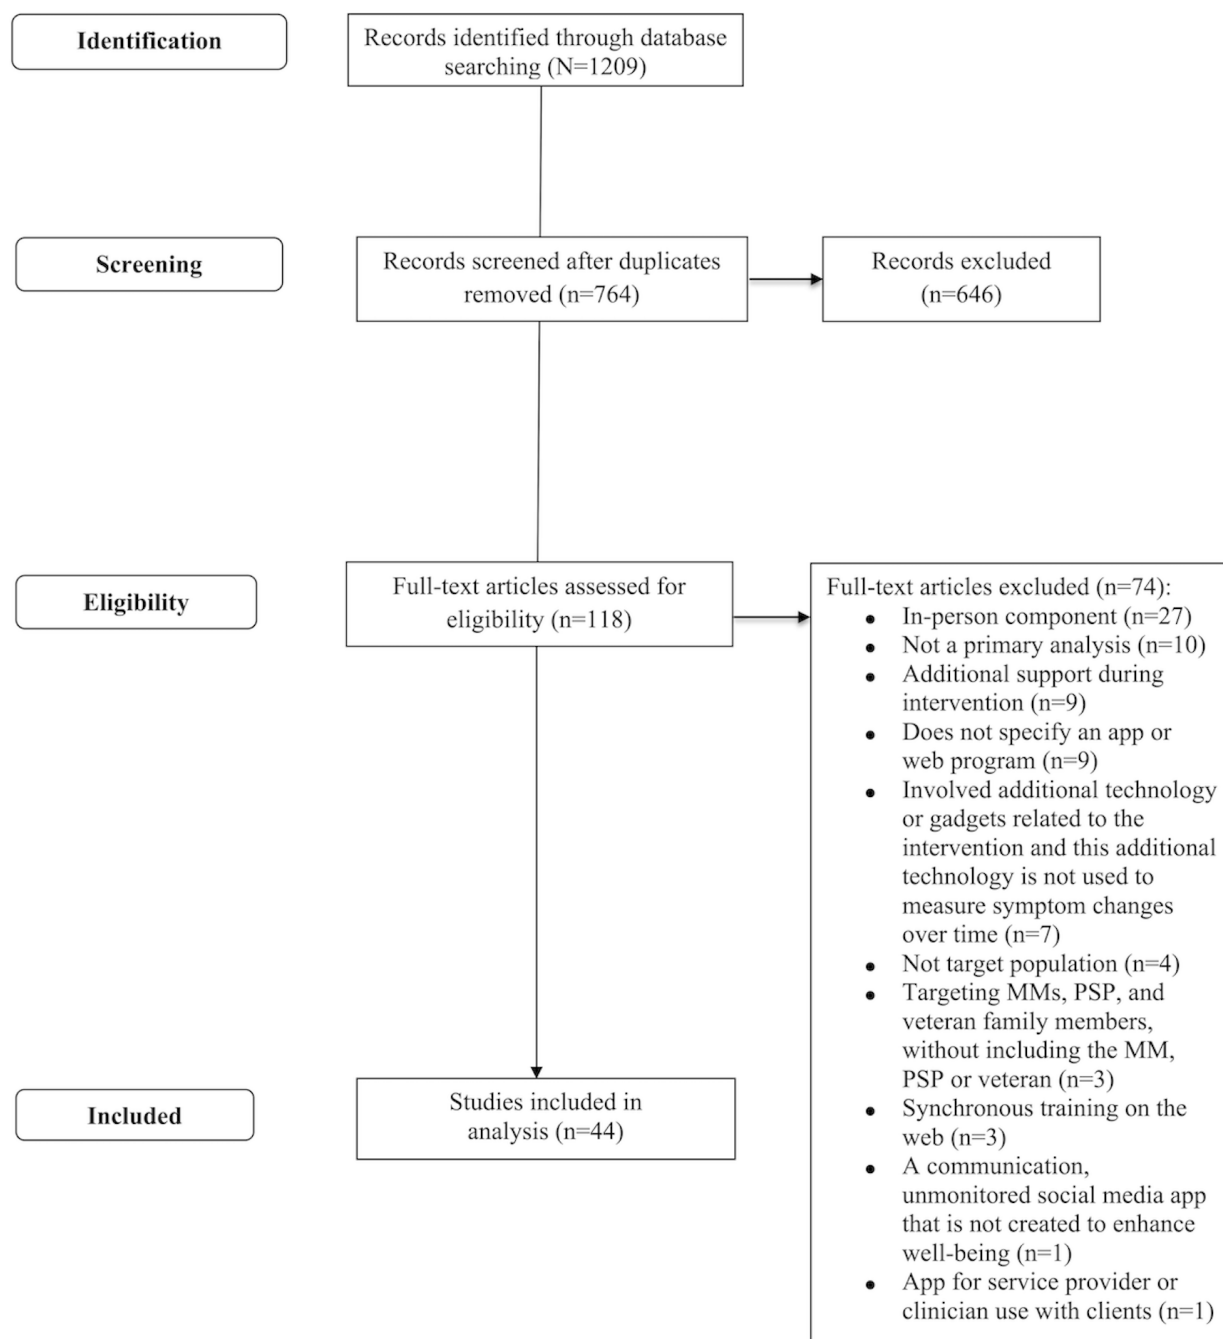 Identification
Records identified through database
searching (N=1209)
Screening
Records screened after duplicates
removed (n=764)
Records excluded
(n=646)
Eligibility
Full-text articles assessed for
eligibility (n=118)
Full-text articles excluded (n=74):
● In-person component (n=27)
● Not a primary analysis (n=10)
● Additional support during
intervention (n=9)
● Does not specify an app or
web program (n=9)
● Involved additional technology
or gadgets related to the
intervention and this additional
technology is not used to
measure symptom changes
over time (n=7)
● Not target population (n=4)
● Targeting MMs, PSP, and
veteran family members,
without including the MM,
PSP or veteran (n=3)
● Synchronous training on the
web (n=3)
● A communication,
unmonitored social media app
that is not created to enhance
well-being (n=1)
● App for service provider or
clinician use with clients (n=1)
Included
Studies included in
analysis (n=44)